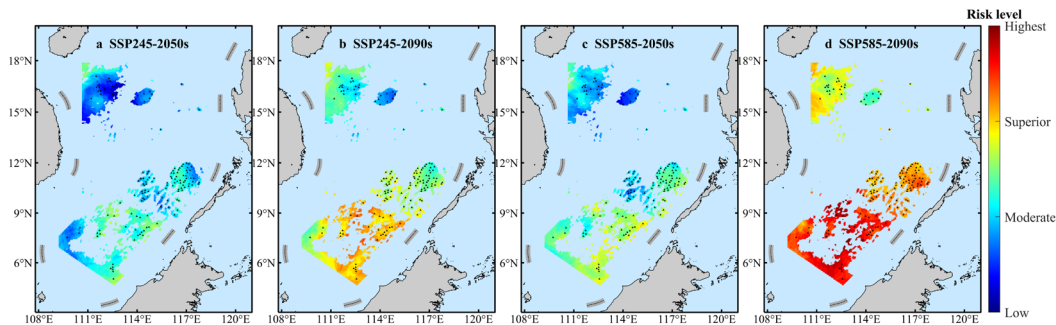 Risk level
a SSP245-2050s
b SSP245-2090s
c SSP585-2050s
d SSP585-2090s
Highest
Superior
Moderate
Low
18°N
15°N
12°N
9°N
6°N
18°N
15°N
12°N
9°N
6°N
18°N
15°N
12°N
9°N
6°N
18°N
15°N
12°N
9°N
6°N
108°E 111°E 114°E 117°E 120°E
108°E 111°E 114°E 117°E 120°E
108°E 111°E 114°E 117°E 120°E
108°E 111°E 114°E 117°E 120°E